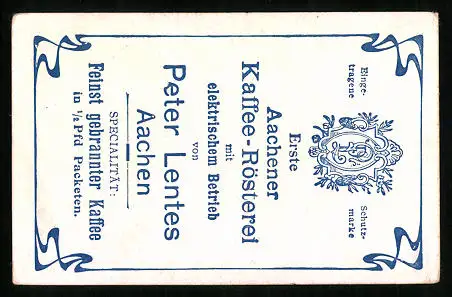 Einge-
tragene
Schutz-
marke
Erste
Aachener
Kaffee-Rösterei
mit
elektrischem Betrieb
von
Peter Lentes
Aachen
SPECIALITÄT:
Feinst gebrannter Kaffee
in ½ Pfd Packeten.